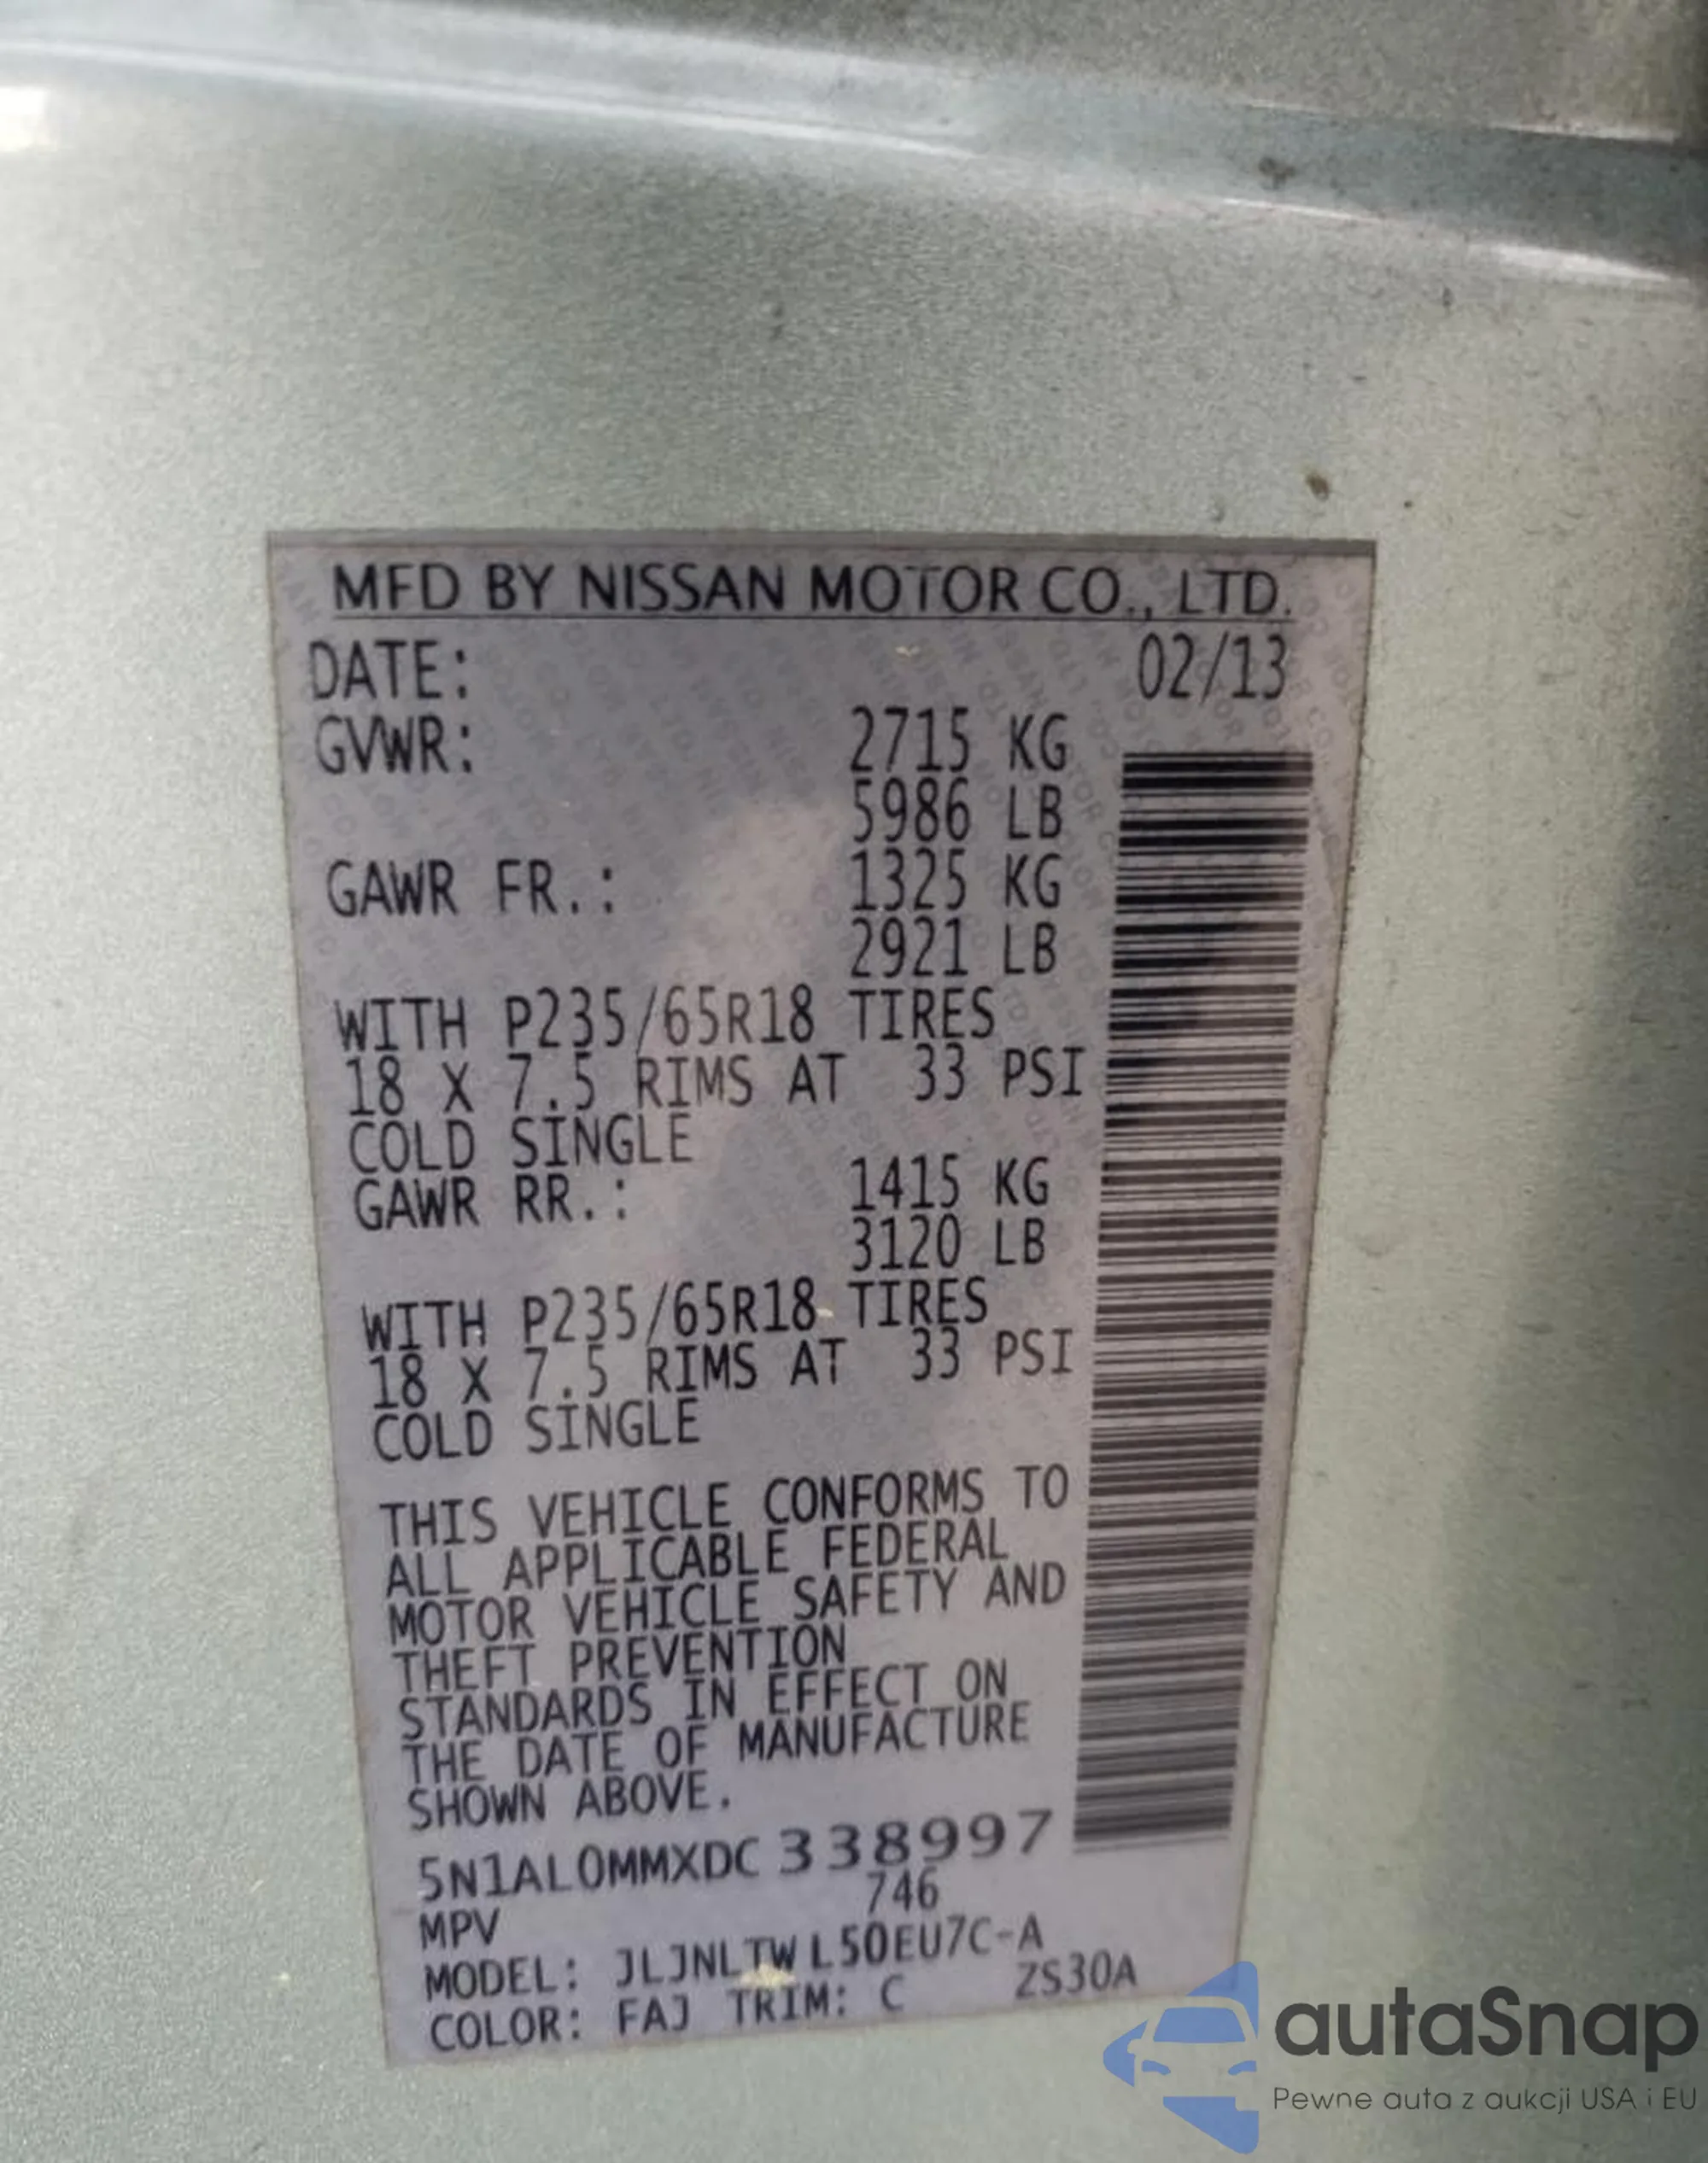 MFD BY NISSAN MOTOR CO., LTD.
DATE: 02/13
GVWR: 2715 KG
5986 LB
GAWR FR.: 1325 KG
2921 LB
WITH P235/65R18 TIRES
18 X 7.5 RIMS AT 33 PSI
COLD SINGLE
GAWR RR.: 1415 KG
3120 LB
WITH P235/65R18 TIRES
18 X 7.5 RIMS AT 33 PSI
COLD SINGLE
THIS VEHICLE CONFORMS TO
ALL APPLICABLE FEDERAL
MOTOR VEHICLE SAFETY AND
THEFT PREVENTION
STANDARDS IN EFFECT ON
THE DATE OF MANUFACTURE
SHOWN ABOVE.
5N1AL0MMXDC338997
746
MPV
MODEL: JLJNLTWL50EU7C-A
COLOR: FAJ TRIM: C ZS30A
autaSnap
Pewne auta z aukcji USA i EU